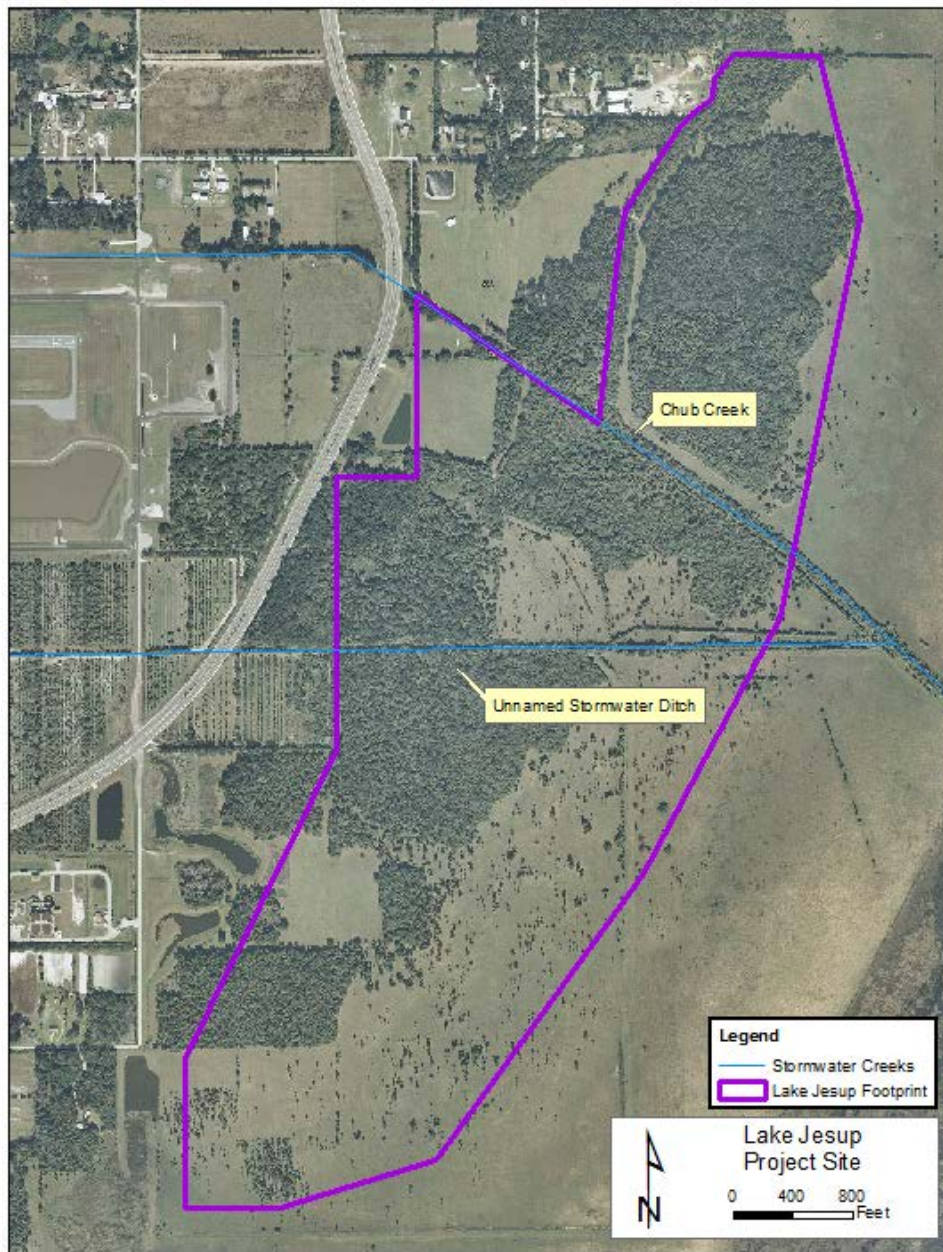 Chub Creek
Unnamed Stormwater Ditch
Legend
Stormwater Creeks
Lake Jesup Footprint
Lake Jesup
Project Site
N
0 400 800
Feet